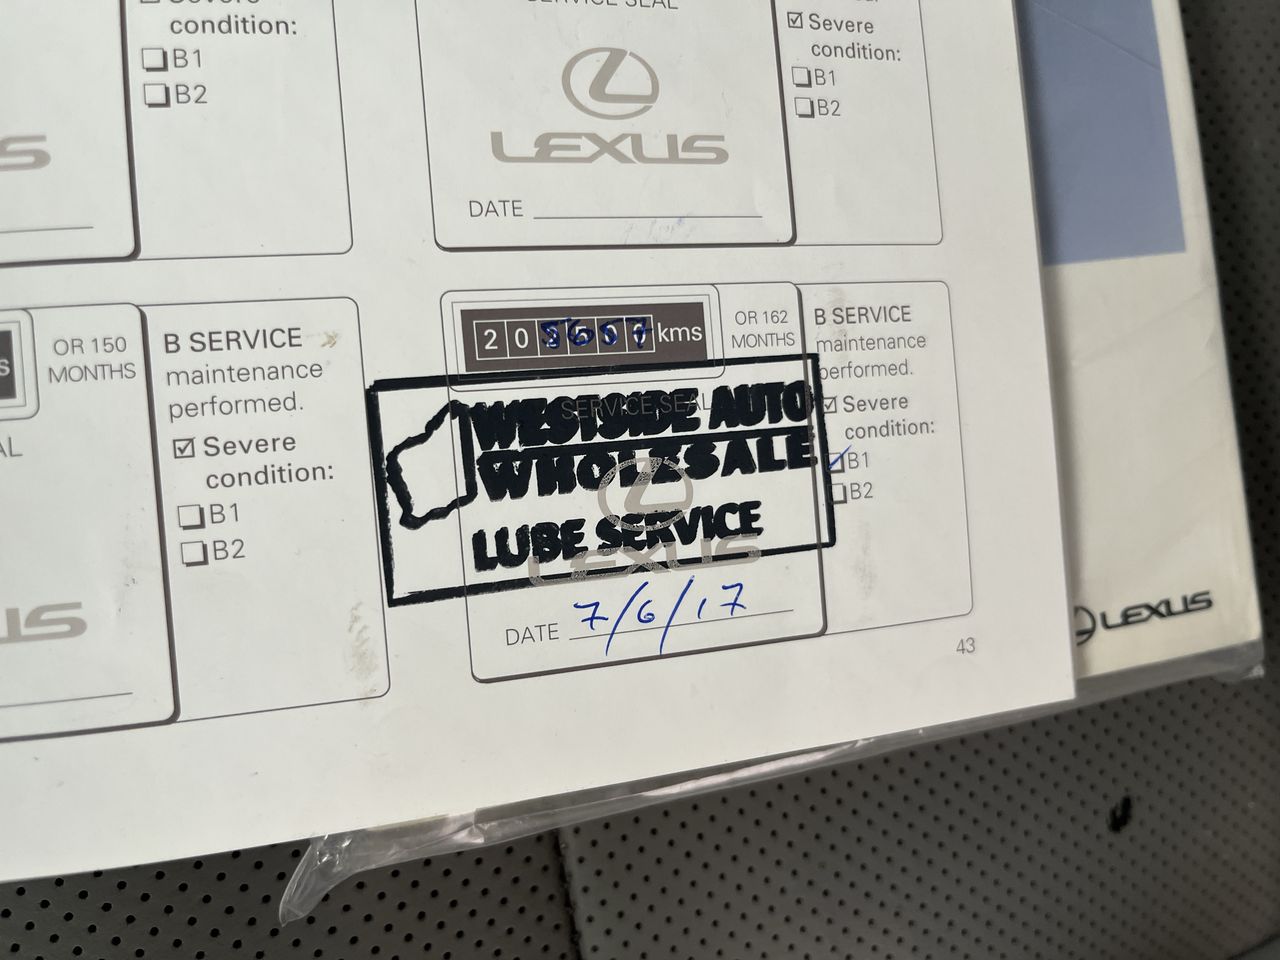 condition:
B1
B2
LEXUS
DATE
Severe
condition:
B1
B2
OR 150
MONTHS
B SERVICE
maintenance
performed.
Severe
condition:
B1
B2
kms
OR 162
MONTHS
SERVICE SEAL
WESTSIDE AUTO
WHOLESALE
LUBE SERVICE
LEXUS
DATE 7/6/17
B SERVICE
maintenance
performed.
Severe
condition:
B1
B2
43
LEXUS